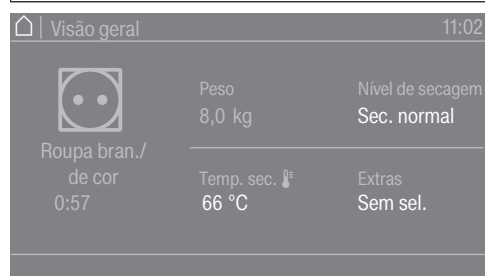 Visão geral 11:02
Peso Nível de secagem
8,0 kg Sec. normal
Roupa bran./
de cor
0:57
Temp. sec. Extras
66 °C Sem sel.